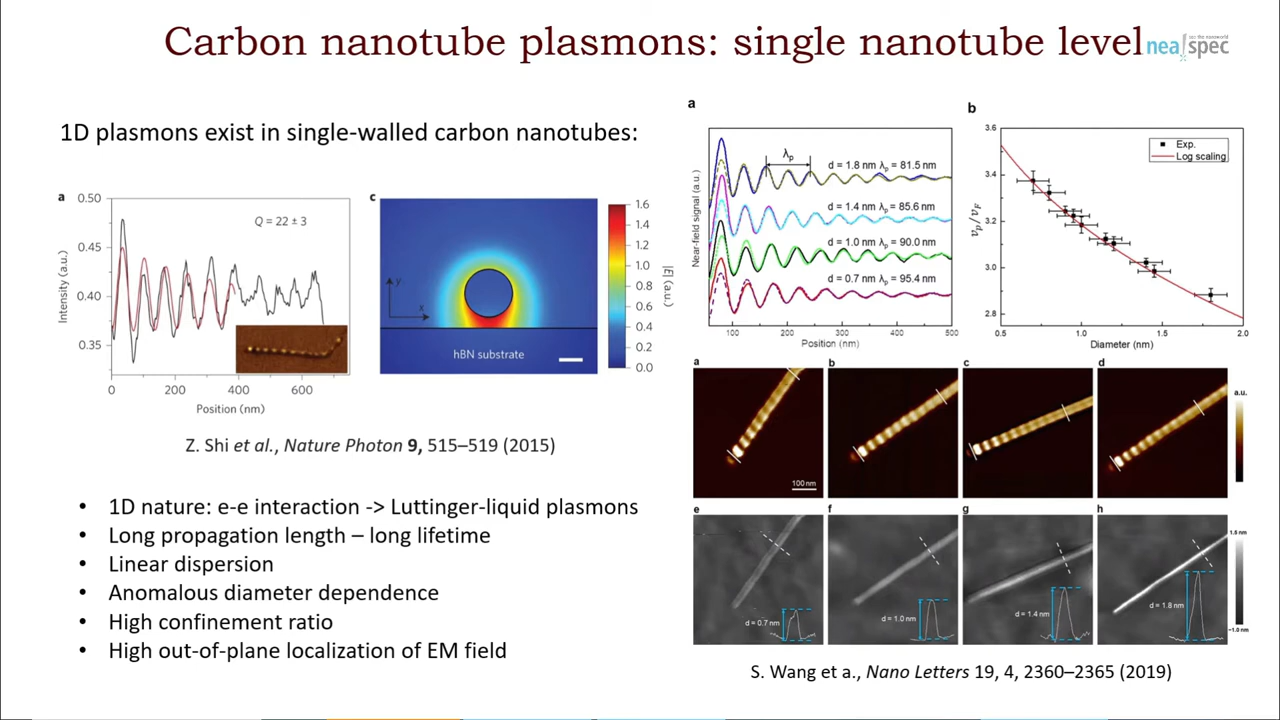 Carbon nanotube plasmons: single nanotube level
neaspec
1D plasmons exist in single-walled carbon nanotubes:
a
0.50
0.45
0.40
0.35
Intensity (a.u.)
Q = 22 ± 3
0
200
400
600
Position (nm)
c
y
x
hBN substrate
1.6
1.4
1.2
1.0
0.8
0.6
0.4
0.2
0.0
|E| (a.u.)
Z. Shi et al., Nature Photon 9, 515–519 (2015)
• 1D nature: e-e interaction -> Luttinger-liquid plasmons
• Long propagation length – long lifetime
• Linear dispersion
• Anomalous diameter dependence
• High confinement ratio
• High out-of-plane localization of EM field
a
Near-field signal (a.u.)
λp
d = 1.8 nm λp = 81.5 nm
d = 1.4 nm λp = 85.6 nm
d = 1.0 nm λp = 90.0 nm
d = 0.7 nm λp = 95.4 nm
100
200
300
400
500
Position (nm)
b
3.6
3.4
3.2
3.0
2.8
vp/vF
Exp.
Log scaling
0.5
1.0
1.5
2.0
Diameter (nm)
a
100 nm
b
c
d
a.u.
e
d = 0.7 nm
f
d = 1.0 nm
g
d = 1.4 nm
h
d = 1.8 nm
1.5 nm
−1.0 nm
S. Wang et a., Nano Letters 19, 4, 2360–2365 (2019)